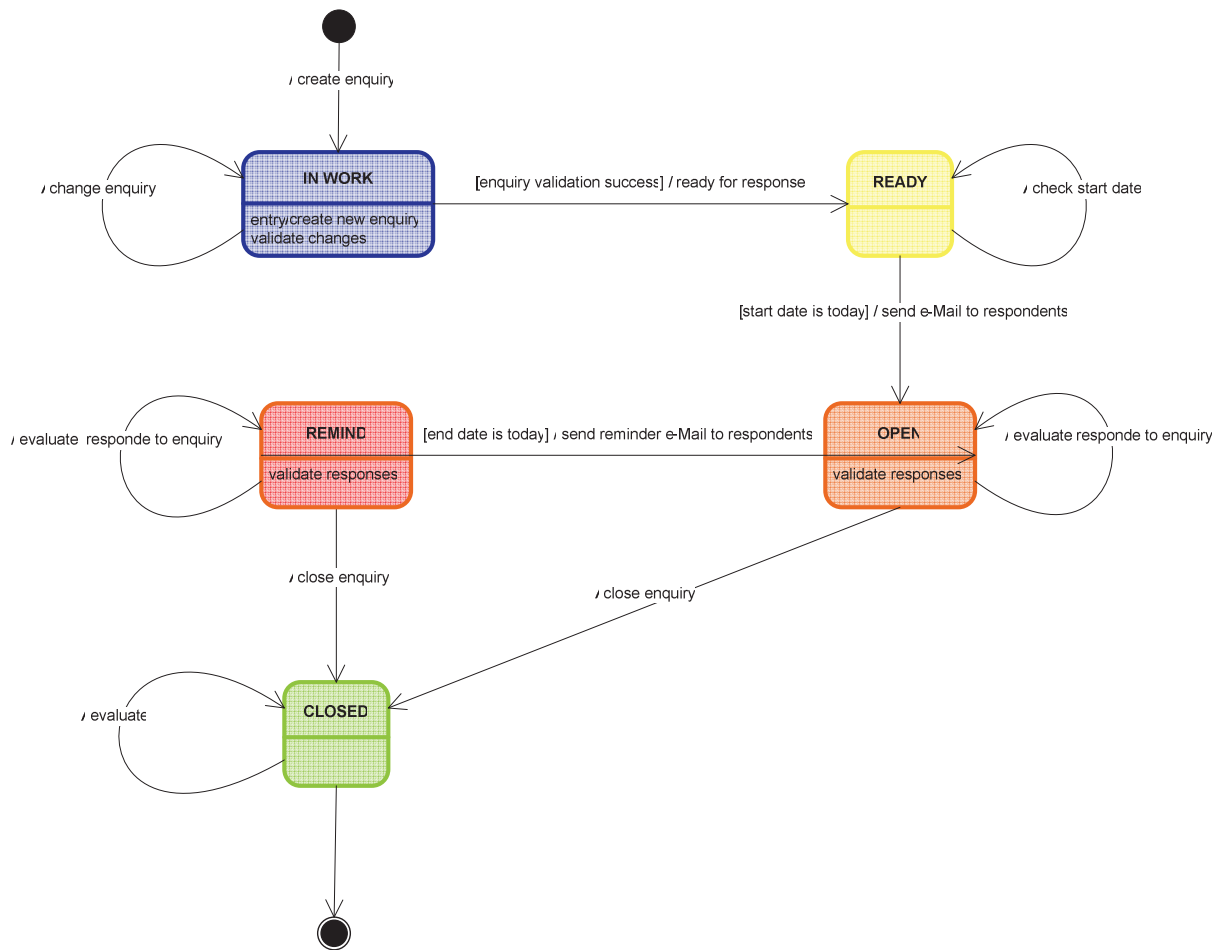 / create enquiry
IN WORK
/ change enquiry
[enquiry validation success] / ready for response
READY
/ check start date
entry/create new enquiry
validate changes
[start date is today] / send e-Mail to respondents
REMIND
[end date is today] / send reminder e-Mail to respondents
OPEN
/ evaluate responde to enquiry
/ evaluate responde to enquiry
validate responses
validate responses
/ close enquiry
/ close enquiry
CLOSED
/ evaluate